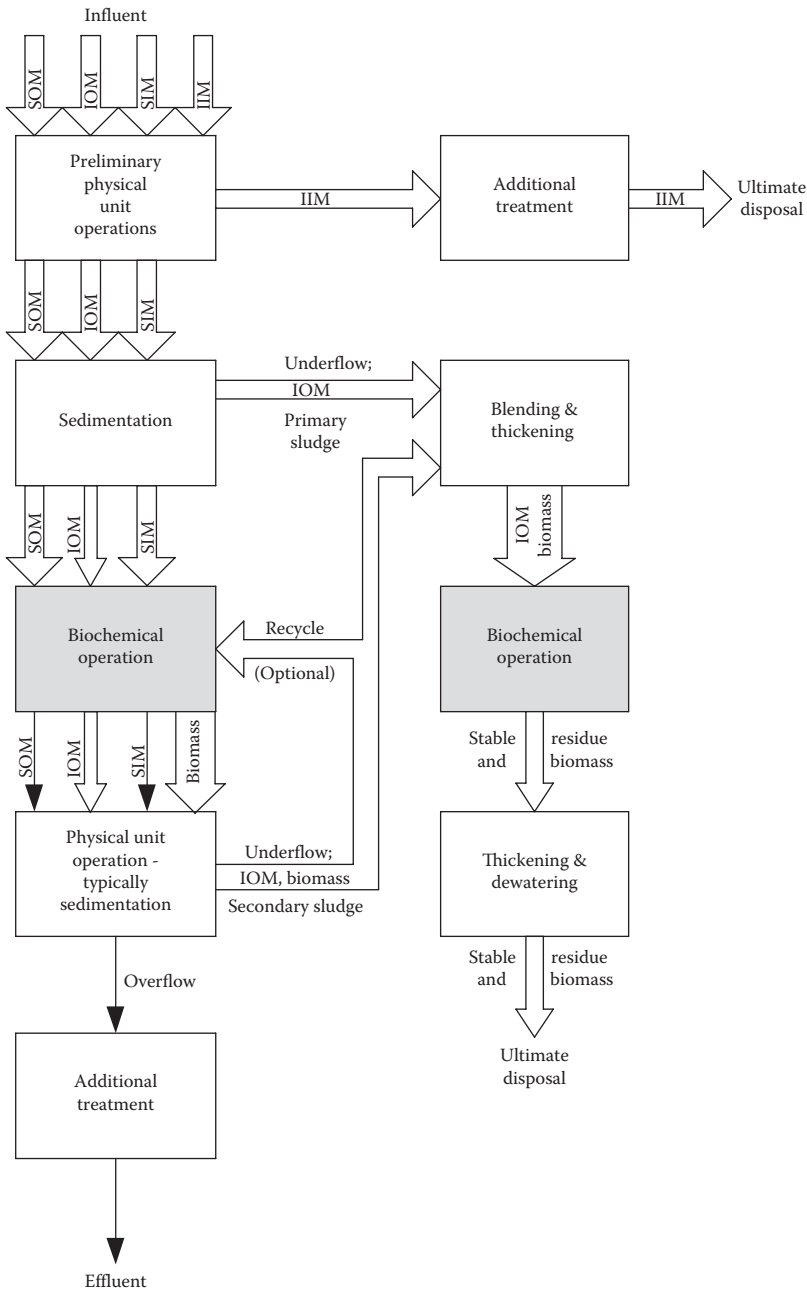 Influent
SOM
IOM
SIM
IIM
Preliminary
physical
unit
operations
IIM
Additional
treatment
IIM
Ultimate
disposal
SOM
IOM
SIM
Sedimentation
Underflow;
IOM
Primary
sludge
Blending &
thickening
SOM
IOM
SIM
IOM
biomass
Biochemical
operation
Recycle
(Optional)
Biochemical
operation
SOM
IOM
SIM
Biomass
Stable
and
residue
biomass
Physical unit
operation -
typically
sedimentation
Underflow;
IOM, biomass
Secondary sludge
Thickening &
dewatering
Overflow
Stable
and
residue
biomass
Additional
treatment
Ultimate
disposal
Effluent